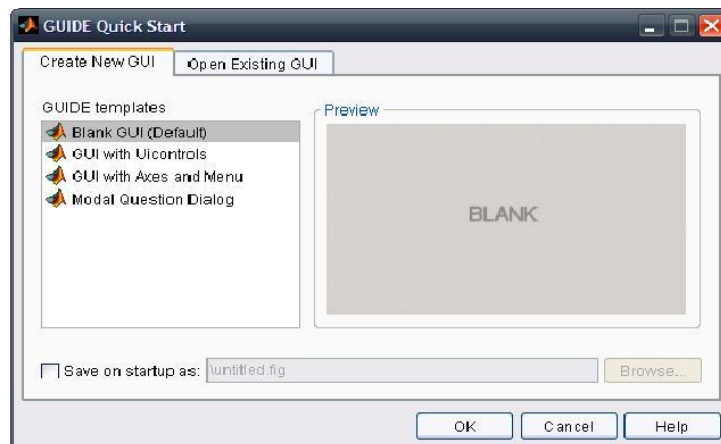 GUIDE Quick Start
Create New GUI
Open Existing GUI
GUIDE templates
Blank GUI (Default)
GUI with Uicontrols
GUI with Axes and Menu
Modal Question Dialog
Preview
BLANK
Save on startup as: \untitled.fig Browse...
OK Cancel Help